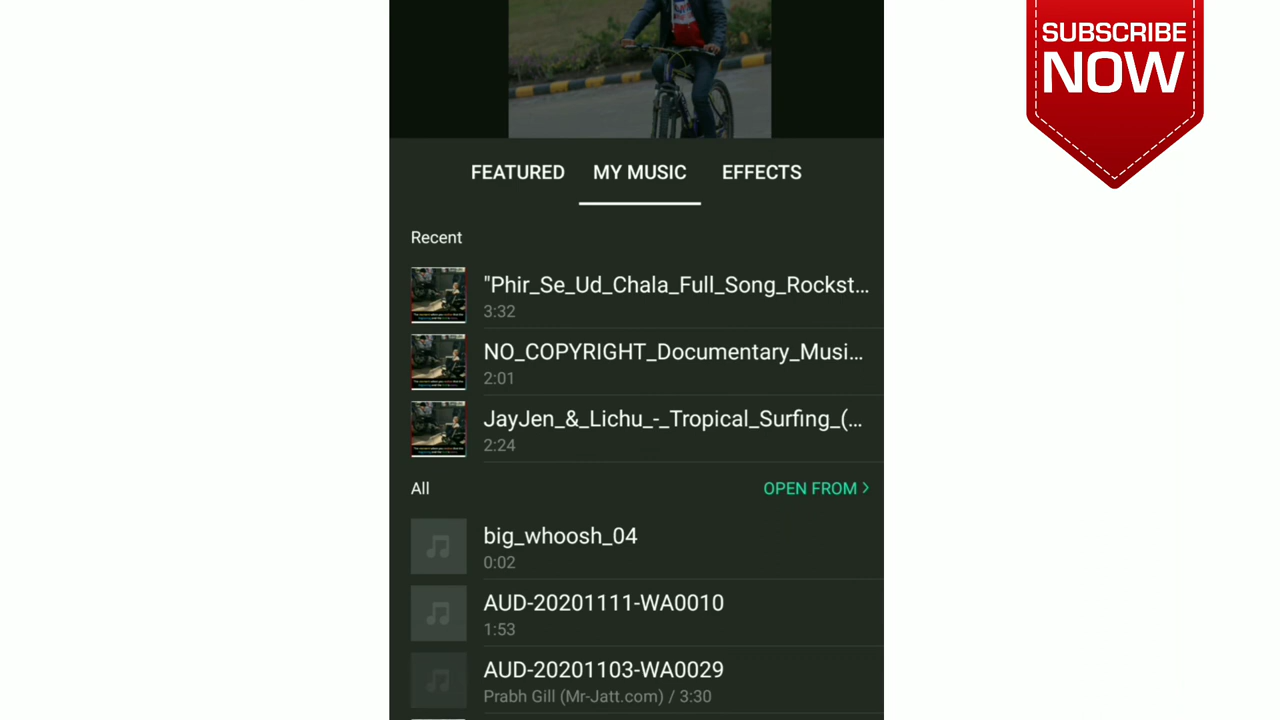 SUBSCRIBE
NOW
FEATURED MY MUSIC EFFECTS
Recent
"Phir_Se_Ud_Chala_Full_Song_Rockst...
3:32
NO_COPYRIGHT_Documentary_Musi...
2:01
JayJen_&_Lichu_-_Tropical_Surfing_(...
2:24
All OPEN FROM >
big_whoosh_04
0:02
AUD-20201111-WA0010
1:53
AUD-20201103-WA0029
Prabh Gill (Mr-Jatt.com) / 3:30